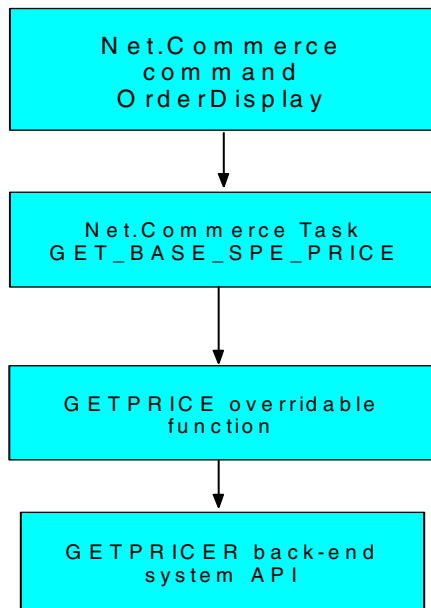 Net.Commerce
command
OrderDisplay
Net.Commerce Task
GET_BASE_SPE_PRICE
GETPRICE overridable
function
GETPRICER back-end
system API